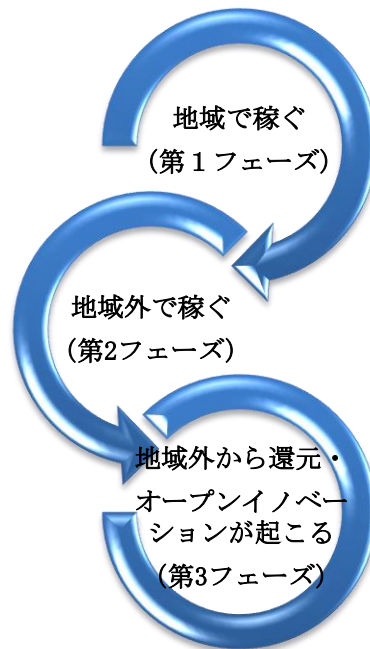 地域で稼ぐ
（第１フェーズ）
地域外で稼ぐ
（第2フェーズ）
地域外から還元・
オープンイノベー
ションが起こる
（第3フェーズ）